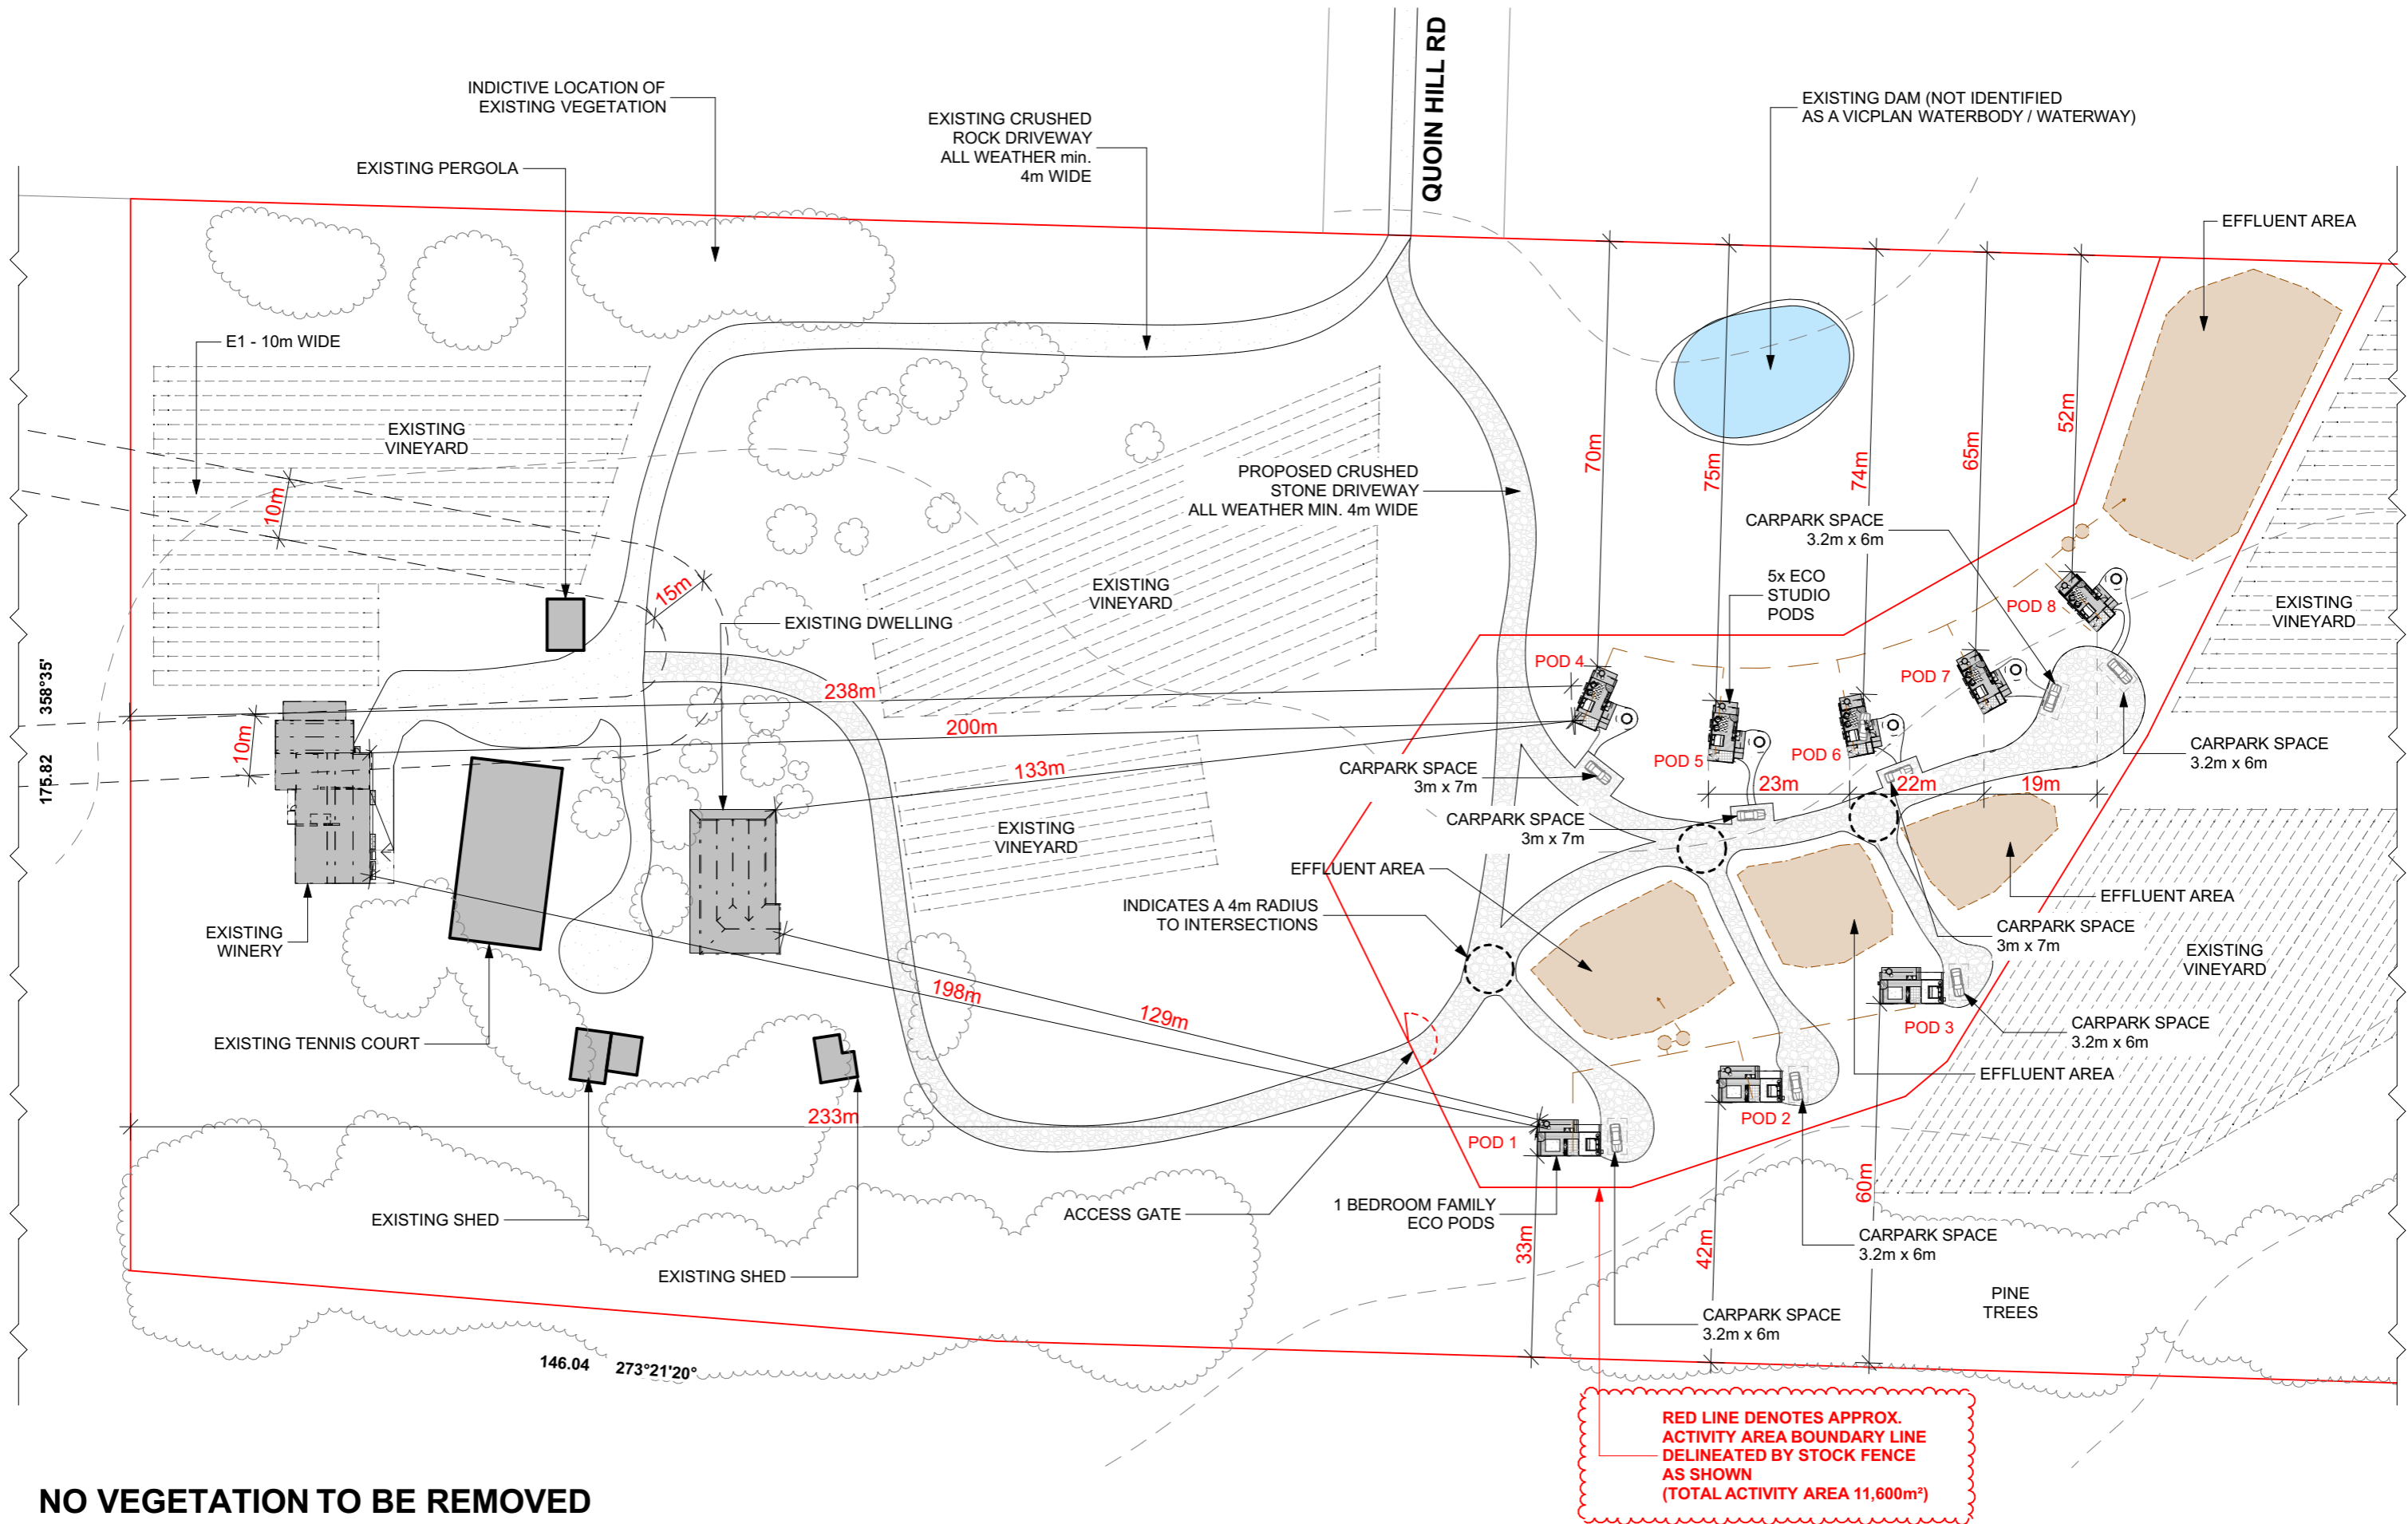 QUOIN HILL RD
INDICTIVE LOCATION OF
EXISTING VEGETATION
EXISTING PERGOLA
EXISTING CRUSHED
ROCK DRIVEWAY
ALL WEATHER min.
4m WIDE
EXISTING DAM (NOT IDENTIFIED
AS A VICPLAN WATERBODY / WATERWAY)
EFFLUENT AREA
E1 - 10m WIDE
EXISTING
VINEYARD
10m
15m
PROPOSED CRUSHED
STONE DRIVEWAY
ALL WEATHER MIN. 4m WIDE
70m
75m
74m
65m
52m
CARPARK SPACE
3.2m x 6m
5x ECO
STUDIO
PODS
EXISTING
VINEYARD
EXISTING DWELLING
POD 8
EXISTING
VINEYARD
POD 4
POD 7
358°35'
175.82
238m
200m
133m
10m
CARPARK SPACE
3m x 7m
POD 5
POD 6
23m
22m
19m
CARPARK SPACE
3.2m x 6m
CARPARK SPACE
3m x 7m
EXISTING
VINEYARD
EFFLUENT AREA
INDICATES A 4m RADIUS
TO INTERSECTIONS
EFFLUENT AREA
CARPARK SPACE
3m x 7m
EXISTING
WINERY
EXISTING
VINEYARD
198m
129m
POD 3
CARPARK SPACE
3.2m x 6m
EXISTING TENNIS COURT
EFFLUENT AREA
233m
POD 1
POD 2
60m
EXISTING SHED
ACCESS GATE
1 BEDROOM FAMILY
ECO PODS
33m
42m
CARPARK SPACE
3.2m x 6m
EXISTING SHED
PINE
TREES
CARPARK SPACE
3.2m x 6m
146.04 273°21'20°
RED LINE DENOTES APPROX.
ACTIVITY AREA BOUNDARY LINE
DELINEATED BY STOCK FENCE
AS SHOWN
(TOTAL ACTIVITY AREA 11,600m²)
NO VEGETATION TO BE REMOVED